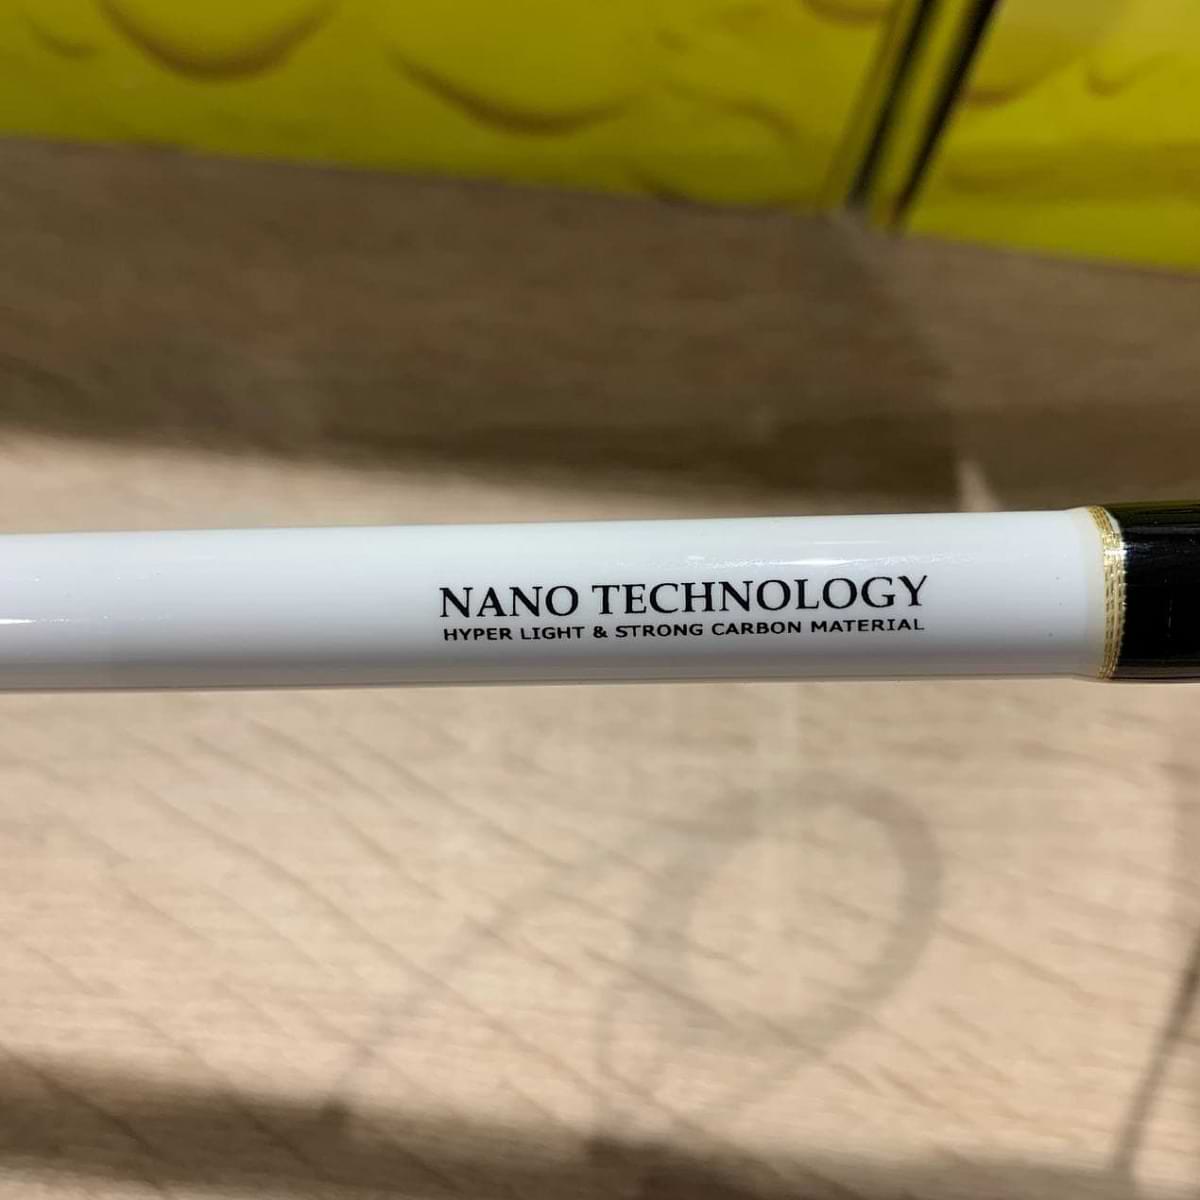 NANO TECHNOLOGY
HYPER LIGHT & STRONG CARBON MATERIAL